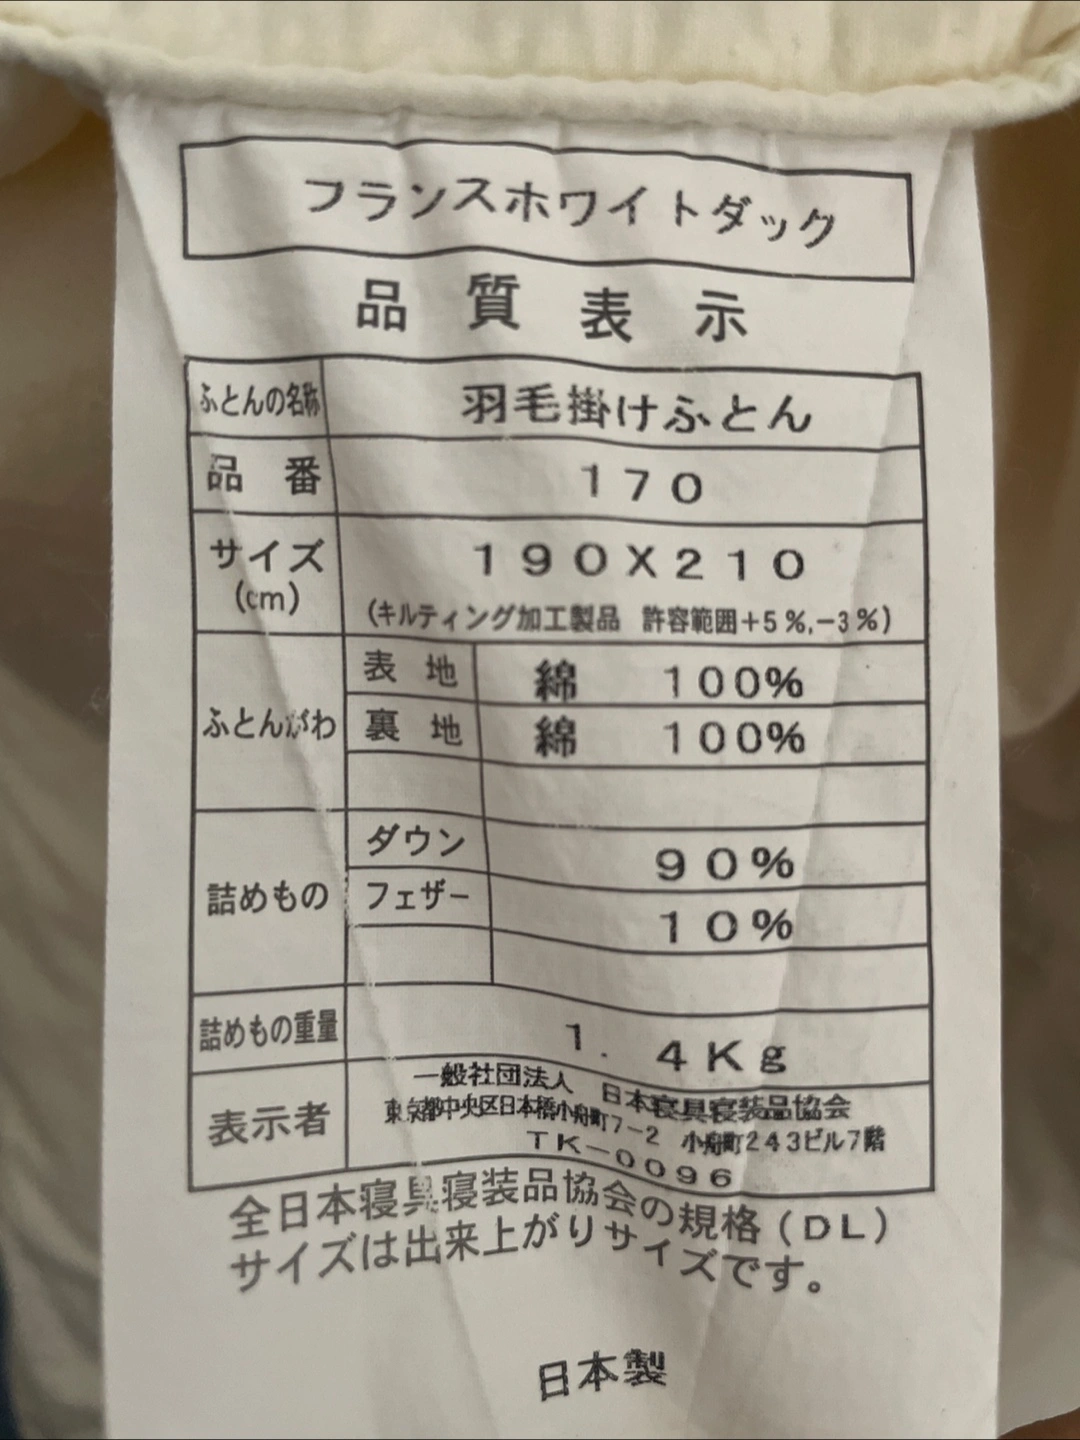 フランスホワイトダック
品質表示
ふとんの名称 羽毛掛けふとん
品番 170
サイズ(cm) 190X210
(キルティング加工製品 許容範囲+5%,-3%)
ふとんがわ 表地 綿 100%
裏地 綿 100%
詰めもの ダウン 90%
フェザー 10%
詰めもの重量 1.4Kg
表示者 一般社団法人 日本寝具寝装品協会
東京都中央区日本橋小舟町7-2 小舟町243ビル7階
TK-0096
全日本寝具寝装品協会の規格(DL)
サイズは出来上がりサイズです。
日本製